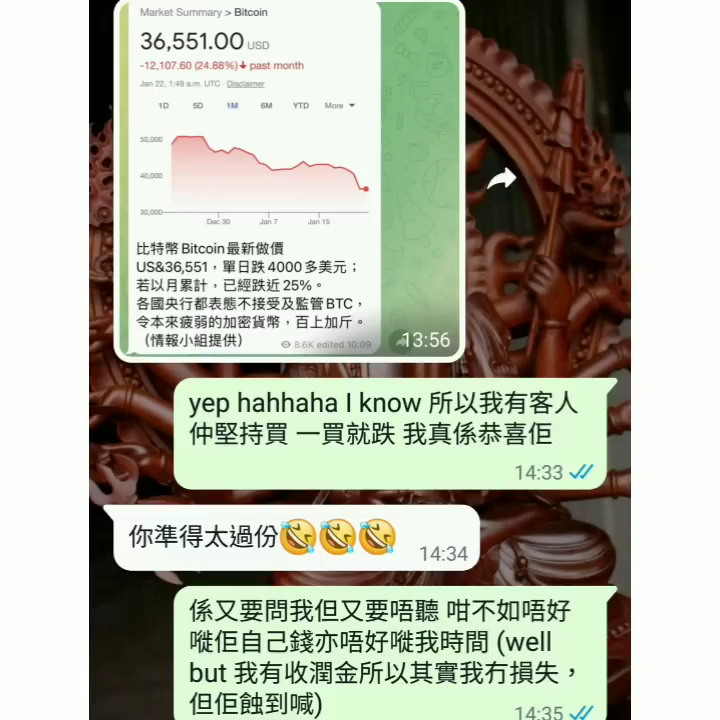 Market Summary > Bitcoin
36,551.00 USD
-12,107.60 (24.88%)↓ past month
Jan 22, 1:49 a.m. UTC · Disclaimer
1D 5D 1M 6M YTD More
50,000
40,000
30,000
Dec 30 Jan 7 Jan 15
比特幣 Bitcoin 最新做價
US&36,551，單日跌 4000 多美元；
若以月累計，已經跌近 25%。
各國央行都表態不接受及監管 BTC，
令本來疲弱的加密貨幣，百上加斤。
（情報小組提供）
8.6K edited 10:09
13:56
yep hahhaha I know 所以我有客人
仲堅持買 一買就跌 我真係恭喜佢
14:33
你準得太過份🤣🤣🤣
14:34
係又要問我但又要唔聽 咁不如唔好
嘥佢自己錢亦唔好嘥我時間 (well
but 我有收潤金所以其實我冇損失，
但佢蝕到喊)
14:35